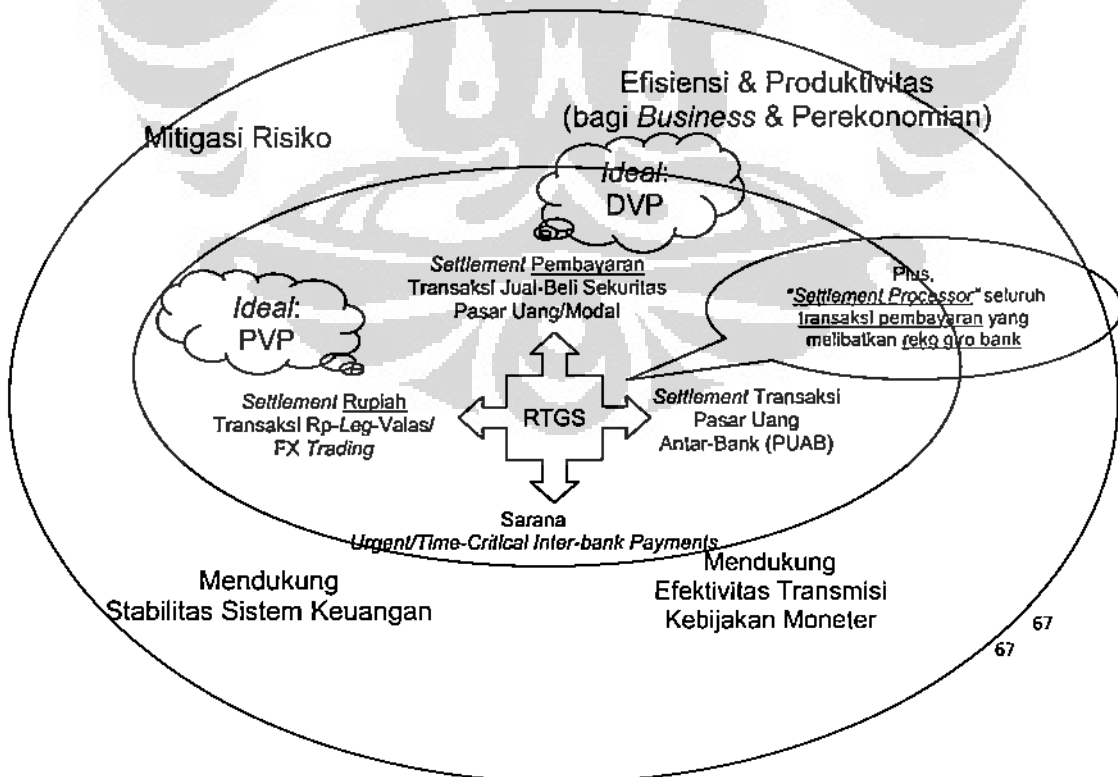 Efisiensi & Produktivitas
(bagi Business & Perekonomian)
Mitigasi Risiko
Ideal:
DVP
Settlement Pembayaran
Transaksi Jual-Beli Sekuritas
Pasar Uang/Modal
Plus,
"Settlement Processor" seluruh
transaksi pembayaran yang
melibatkan reko giro bank
Ideal:
PVP
Settlement Rupiah
Transaksi Rp-Leg-Valas/
FX Trading
RTGS
Settlement Transaksi
Pasar Uang
Antar-Bank (PUAB)
Sarana
Urgent/Time-Critical Inter-bank Payments
Mendukung
Stabilitas Sistem Keuangan
Mendukung
Efektivitas Transmisi
Kebijakan Moneter
67
67